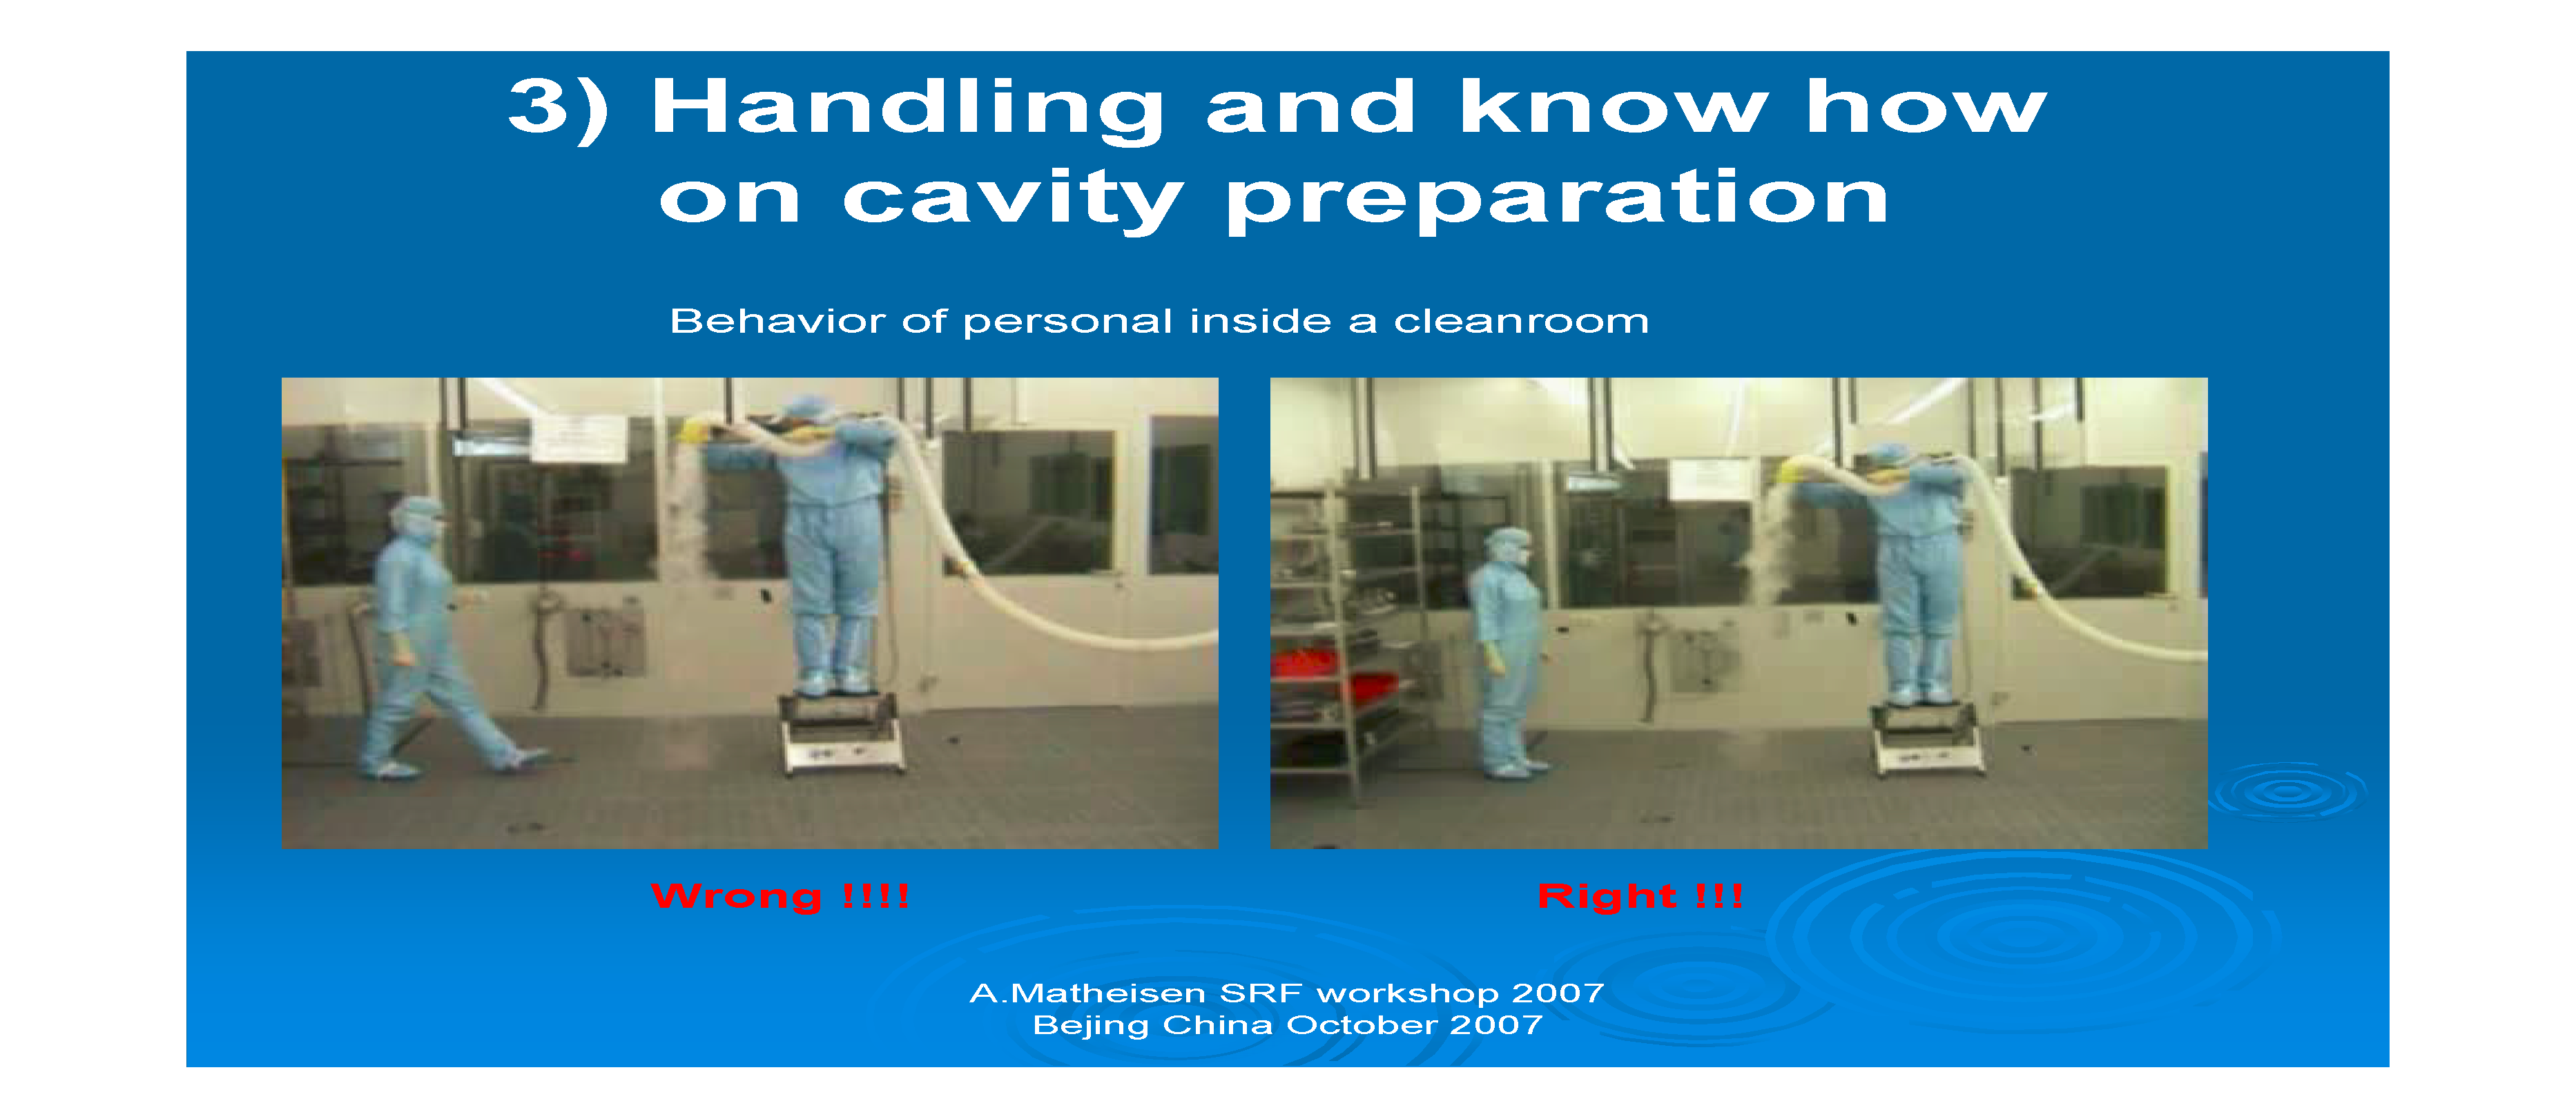 3) Handling and know how
on cavity preparation
Behavior of personal inside a cleanroom
Wrong !!!!
Right !!!
A.Matheisen SRF workshop 2007
Bejing China October 2007